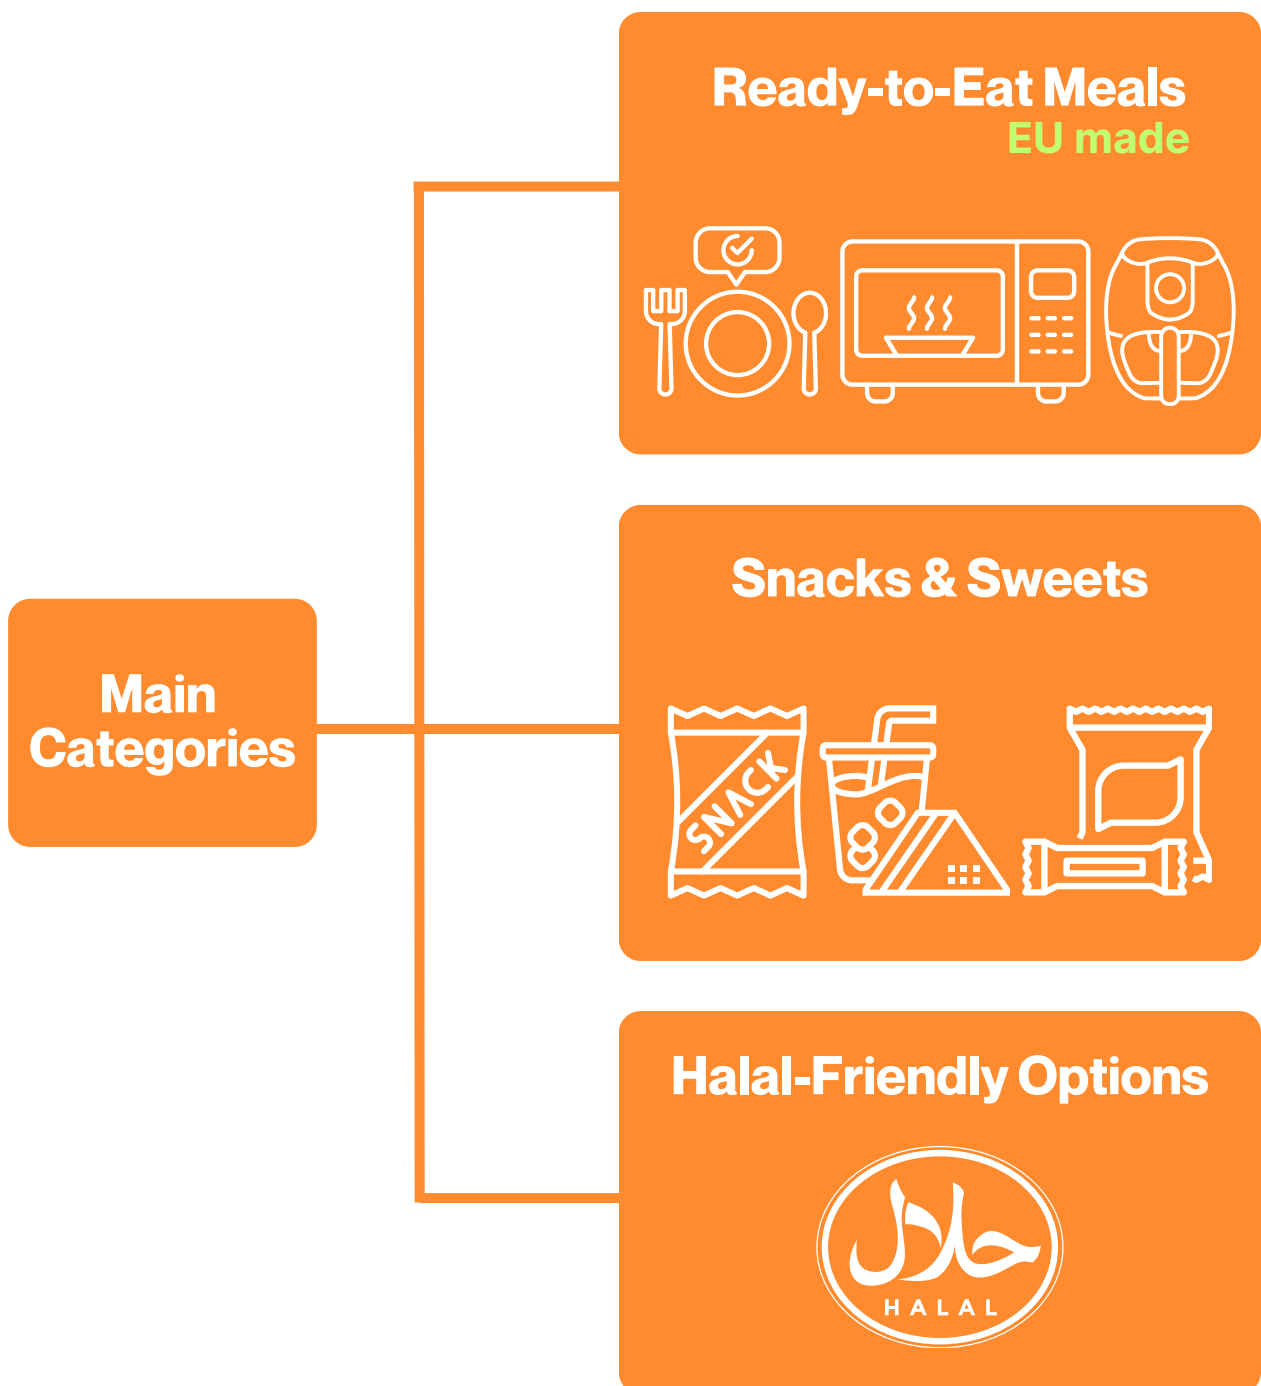 Ready-to-Eat Meals
EU made
Snacks & Sweets
SNACK
Main
Categories
Halal-Friendly Options
حلال
HALAL